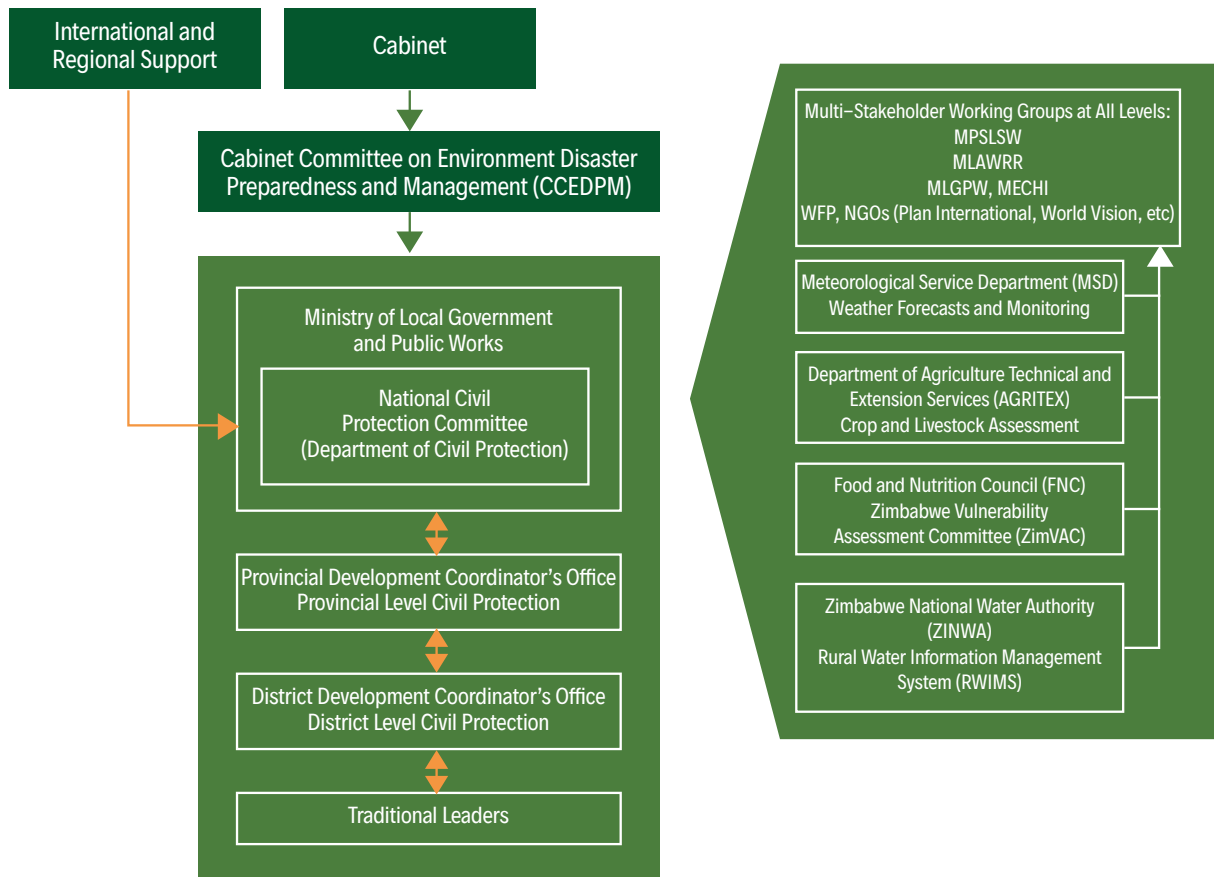 International and
Regional Support
Cabinet
Cabinet Committee on Environment Disaster
Preparedness and Management (CCEDPM)
Ministry of Local Government
and Public Works
National Civil
Protection Committee
(Department of Civil Protection)
Provincial Development Coordinator's Office
Provincial Level Civil Protection
District Development Coordinator's Office
District Level Civil Protection
Traditional Leaders
Multi–Stakeholder Working Groups at All Levels:
MPSLSW
MLAWRR
MLGPW, MECHI
WFP, NGOs (Plan International, World Vision, etc)
Meteorological Service Department (MSD)
Weather Forecasts and Monitoring
Department of Agriculture Technical and
Extension Services (AGRITEX)
Crop and Livestock Assessment
Food and Nutrition Council (FNC)
Zimbabwe Vulnerability
Assessment Committee (ZimVAC)
Zimbabwe National Water Authority
(ZINWA)
Rural Water Information Management
System (RWIMS)